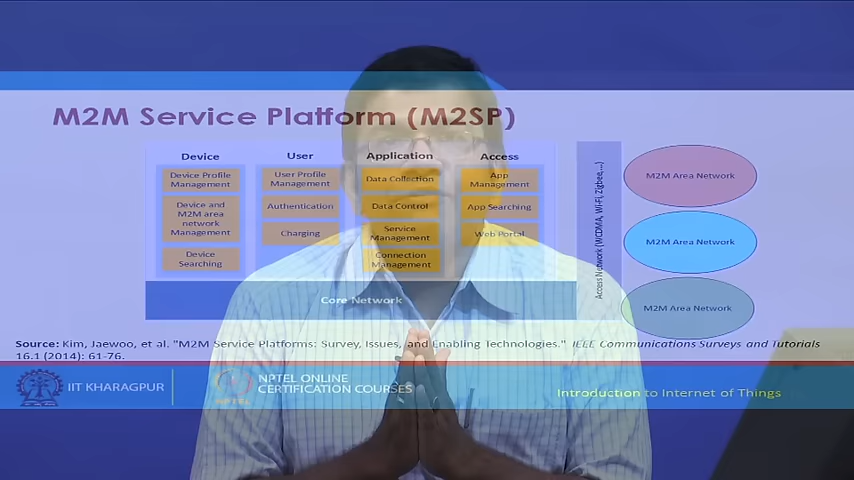 M2M Service Platform (M2SP)
Device
User
Application
Access
Device Profile
Management
Device and
M2M area
network
Management
Device
Searching
User Profile
Management
Authentication
Charging
Data Collection
Data Control
Service
Management
Connection
Management
App
Management
App Searching
Web Portal
Core Network
Access Network (WCDMA, Wi-Fi, Zigbee,...)
M2M Area Network
M2M Area Network
M2M Area Network
Source: Kim, Jaewoo, et al. "M2M Service Platforms: Survey, Issues, and Enabling Technologies." IEEE Communications Surveys and Tutorials
16.1 (2014): 61-76.
IIT KHARAGPUR
NPTEL
NPTEL ONLINE
CERTIFICATION COURSES
Introduction to Internet of Things